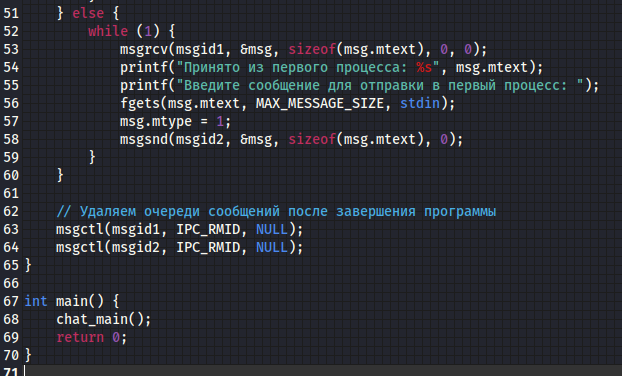 51     } else {
52         while (1) {
53             msgrcv(msgid1, &msg, sizeof(msg.mtext), 0, 0);
54             printf("Принято из первого процесса: %s", msg.mtext);
55             printf("Введите сообщение для отправки в первый процесс: ");
56             fgets(msg.mtext, MAX_MESSAGE_SIZE, stdin);
57             msg.mtype = 1;
58             msgsnd(msgid2, &msg, sizeof(msg.mtext), 0);
59         }
60     }
61
62     // Удаляем очереди сообщений после завершения программы
63     msgctl(msgid1, IPC_RMID, NULL);
64     msgctl(msgid2, IPC_RMID, NULL);
65 }
66
67 int main() {
68     chat_main();
69     return 0;
70 }
71